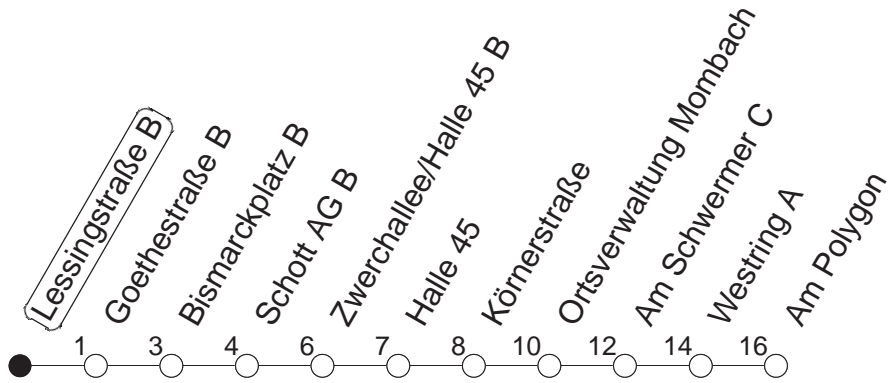 Lessingstraße B
Goethestraße B
Bismarckplatz B
Schott AG B
Zwerchallee/Halle 45 B
Halle 45
Körnerstraße
Ortsverwaltung Mombach
Am Schwermer C
Westring A
Am Polygon
1 3 4 6 7 8 10 12 14 16